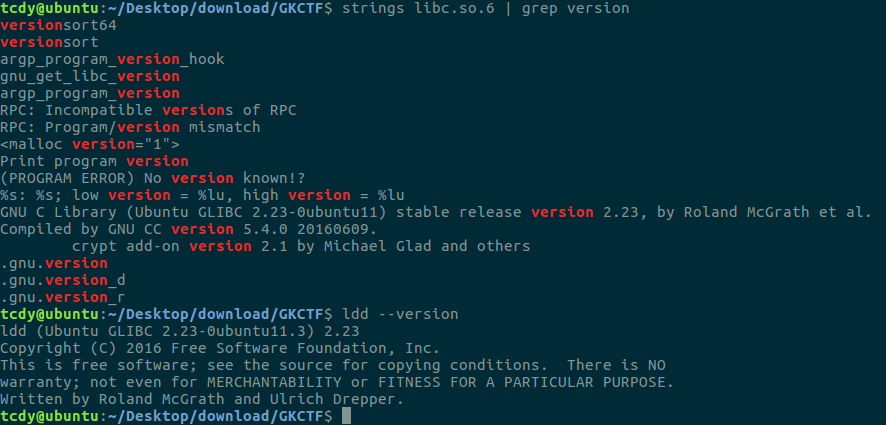 tcdy@ubuntu:~/Desktop/download/GKCTF$ strings libc.so.6 | grep version
versionsort64
versionsort
argp_program_version_hook
gnu_get_libc_version
argp_program_version
RPC: Incompatible versions of RPC
RPC: Program/version mismatch
<malloc version="1">
Print program version
(PROGRAM ERROR) No version known!?
%s: %s; low version = %lu, high version = %lu
GNU C Library (Ubuntu GLIBC 2.23-0ubuntu11) stable release version 2.23, by Roland McGrath et al.
Compiled by GNU CC version 5.4.0 20160609.
        crypt add-on version 2.1 by Michael Glad and others
.gnu.version
.gnu.version_d
.gnu.version_r
tcdy@ubuntu:~/Desktop/download/GKCTF$ ldd --version
ldd (Ubuntu GLIBC 2.23-0ubuntu11.3) 2.23
Copyright (C) 2016 Free Software Foundation, Inc.
This is free software; see the source for copying conditions.  There is NO
warranty; not even for MERCHANTABILITY or FITNESS FOR A PARTICULAR PURPOSE.
Written by Roland McGrath and Ulrich Drepper.
tcdy@ubuntu:~/Desktop/download/GKCTF$